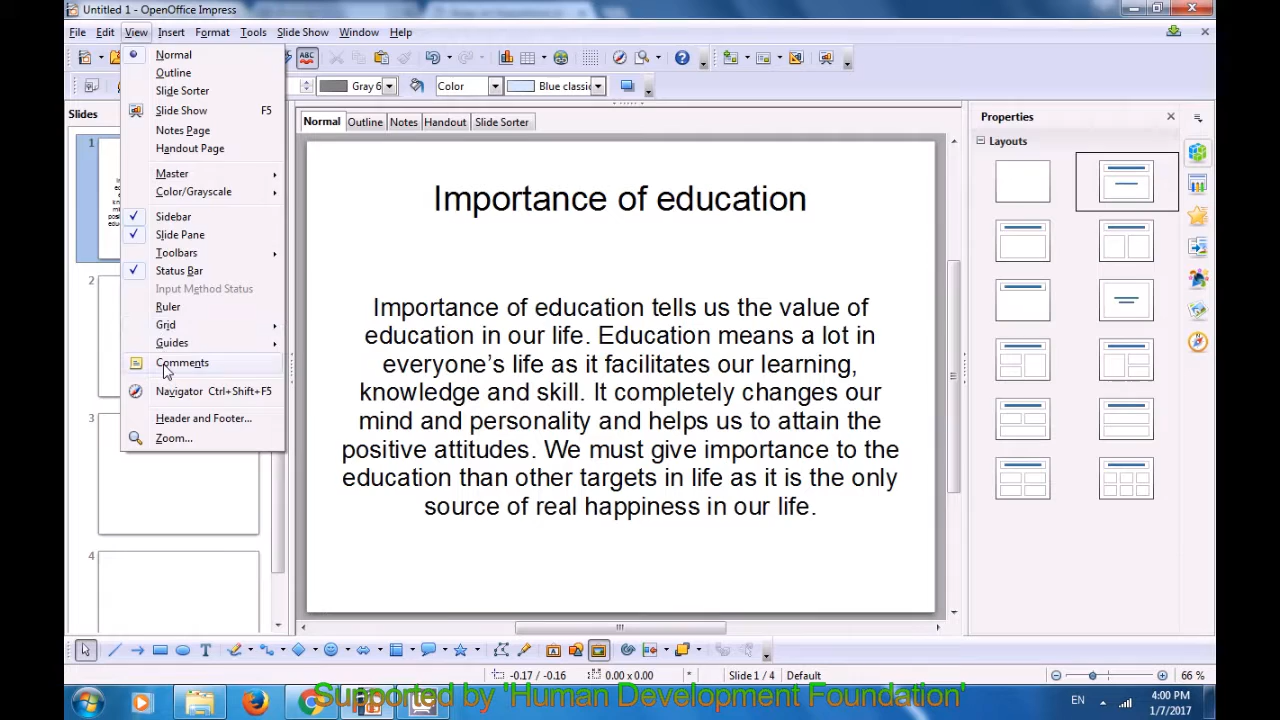 Untitled 1 - OpenOffice Impress
File Edit View Insert Format Tools Slide Show Window Help
Gray 6 Color Blue classic
Slides
Normal
Outline
Slide Sorter
Slide Show F5
Notes Page
Handout Page
Master
Color/Grayscale
Sidebar
Slide Pane
Toolbars
Status Bar
Input Method Status
Ruler
Grid
Guides
Comments
Navigator Ctrl+Shift+F5
Header and Footer...
Zoom...
1
2
3
4
Normal Outline Notes Handout Slide Sorter
Importance of education
Importance of education tells us the value of
education in our life. Education means a lot in
everyone’s life as it facilitates our learning,
knowledge and skill. It completely changes our
mind and personality and helps us to attain the
positive attitudes. We must give importance to the
education than other targets in life as it is the only
source of real happiness in our life.
Properties
Layouts
-0.17 / -0.16 0.00 x 0.00 * Slide 1 / 4 Default 66 %
Supported by 'Human Development Foundation'
EN
4:00 PM
1/7/2017